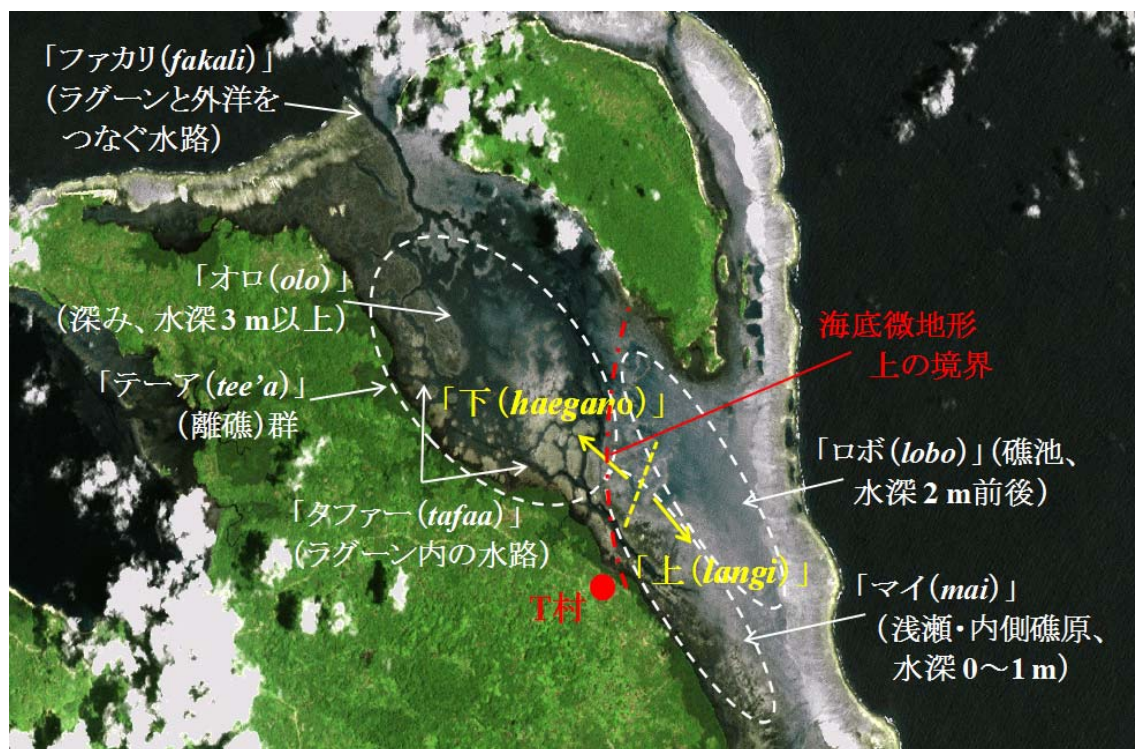 「ファカリ(fakali)」
(ラグーンと外洋を
つなぐ水路)
「オロ(olo)」
(深み、水深3 m以上)
「テーア(tee'a)」
(離礁)群
「下(haegano)」
「タファー(tafaa)」
(ラグーン内の水路)
T村
海底微地形
上の境界
「ロボ(lobo)」(礁池、
水深2 m前後)
「上(langi)」
「マイ(mai)」
(浅瀬・内側礁原、
水深0~1 m)